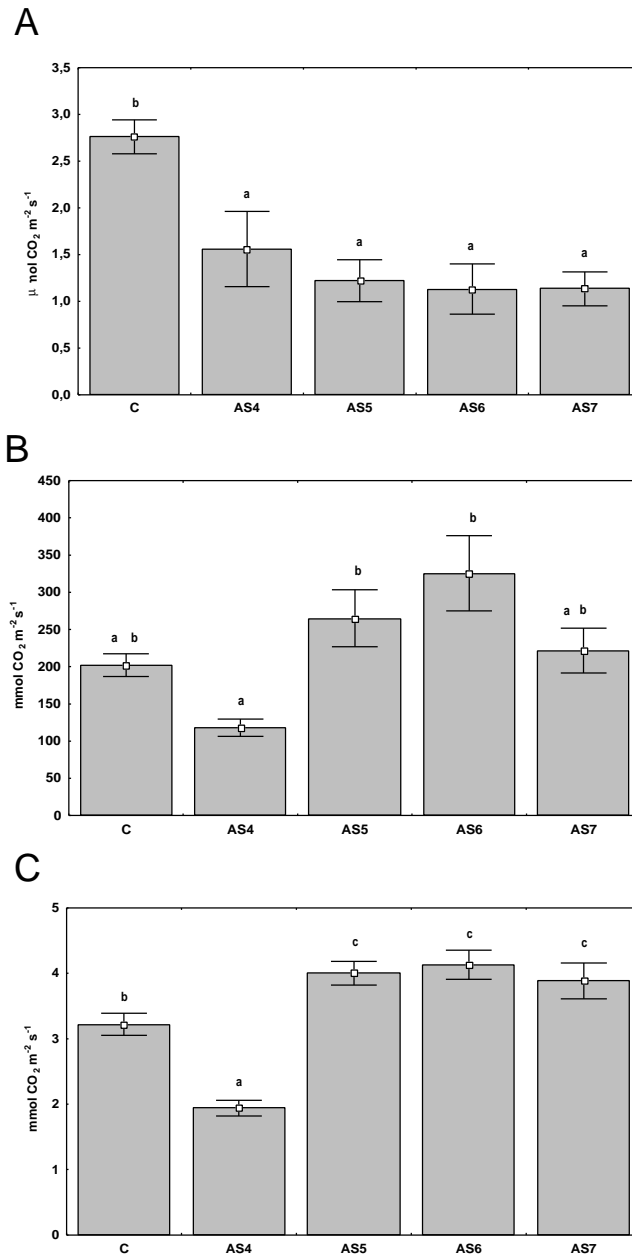 A
3,5
b
3,0
2,5
a
2,0
a
a
a
1,5
1,0
0,5
0,0
μ nol CO₂ m⁻² s⁻¹
C AS4 AS5 AS6 AS7
B
450
400
b
350
b
300
a b
a b
250
200
a
150
100
50
0
mmol CO₂ m⁻² s⁻¹
C AS4 AS5 AS6 AS7
C
5
c
c
c
4
b
3
a
2
1
0
mmol CO₂ m⁻² s⁻¹
C AS4 AS5 AS6 AS7